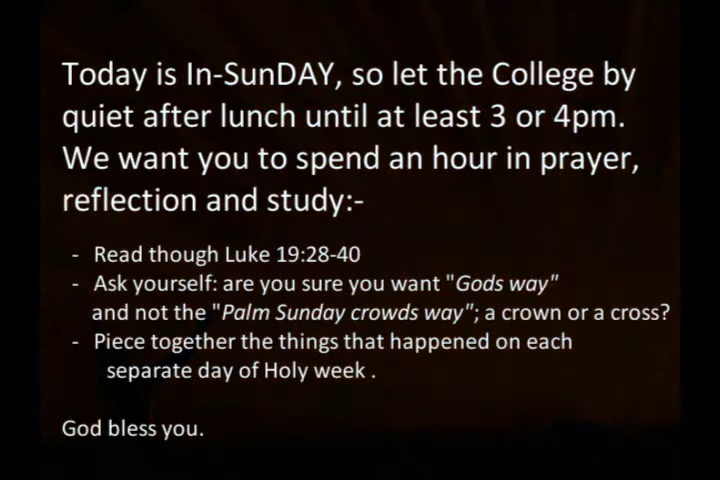 Today is In-SunDAY, so let the College by
quiet after lunch until at least 3 or 4pm.
We want you to spend an hour in prayer,
reflection and study:-
- Read though Luke 19:28-40
- Ask yourself: are you sure you want "Gods way"
and not the "Palm Sunday crowds way"; a crown or a cross?
- Piece together the things that happened on each
separate day of Holy week .
God bless you.